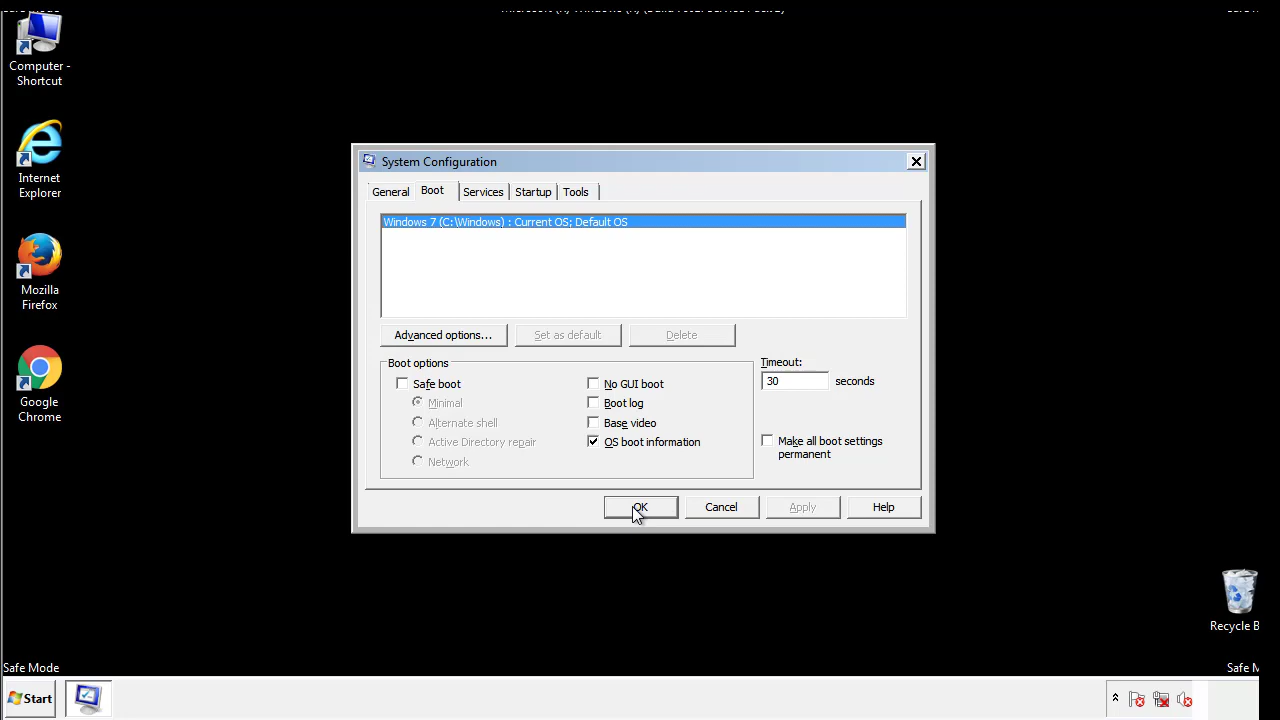 Computer -
Shortcut
Internet
Explorer
Mozilla
Firefox
Google
Chrome
System Configuration
General
Boot
Services
Startup
Tools
Windows 7 (C:\Windows) : Current OS; Default OS
Advanced options...
Set as default
Delete
Boot options
Safe boot
Minimal
Alternate shell
Active Directory repair
Network
No GUI boot
Boot log
Base video
OS boot information
Timeout:
30 seconds
Make all boot settings
permanent
OK
Cancel
Apply
Help
Recycle B
Safe Mode
Safe M
Start